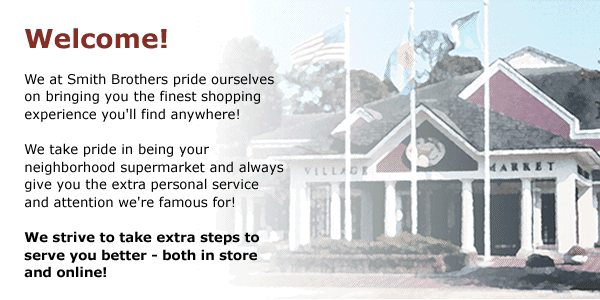 Welcome!
We at Smith Brothers pride ourselves
on bringing you the finest shopping
experience you'll find anywhere!
We take pride in being your
neighborhood supermarket and always
give you the extra personal service
and attention we're famous for!
We strive to take extra steps to
serve you better - both in store
and online!
VILLAGE MARKET